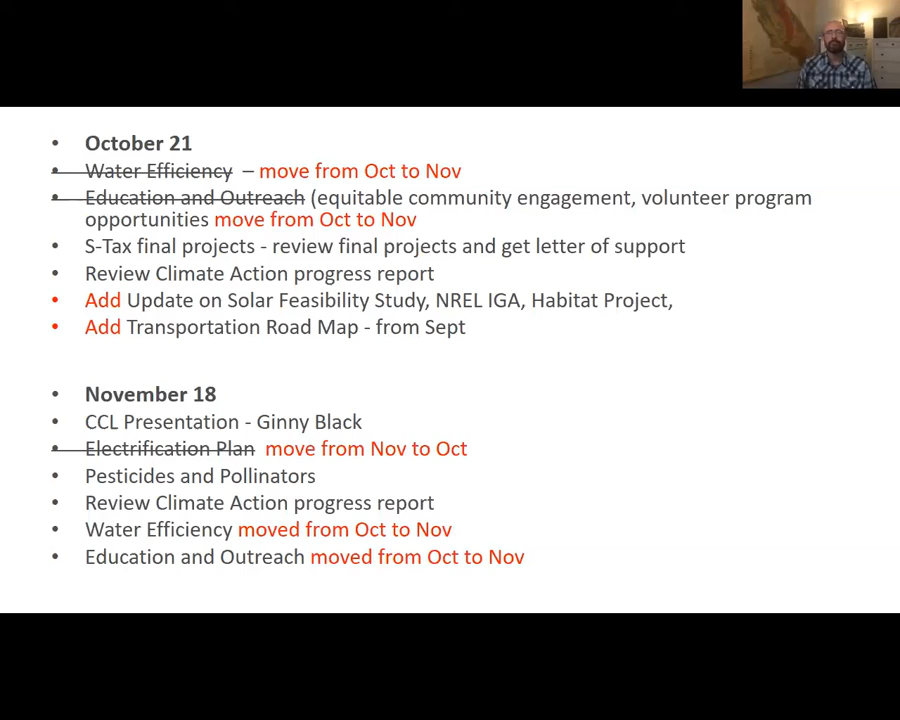 • October 21
• Water Efficiency – move from Oct to Nov
• Education and Outreach (equitable community engagement, volunteer program
opportunities move from Oct to Nov
• S-Tax final projects - review final projects and get letter of support
• Review Climate Action progress report
• Add Update on Solar Feasibility Study, NREL IGA, Habitat Project,
• Add Transportation Road Map - from Sept
• November 18
• CCL Presentation - Ginny Black
• Electrification Plan move from Nov to Oct
• Pesticides and Pollinators
• Review Climate Action progress report
• Water Efficiency moved from Oct to Nov
• Education and Outreach moved from Oct to Nov